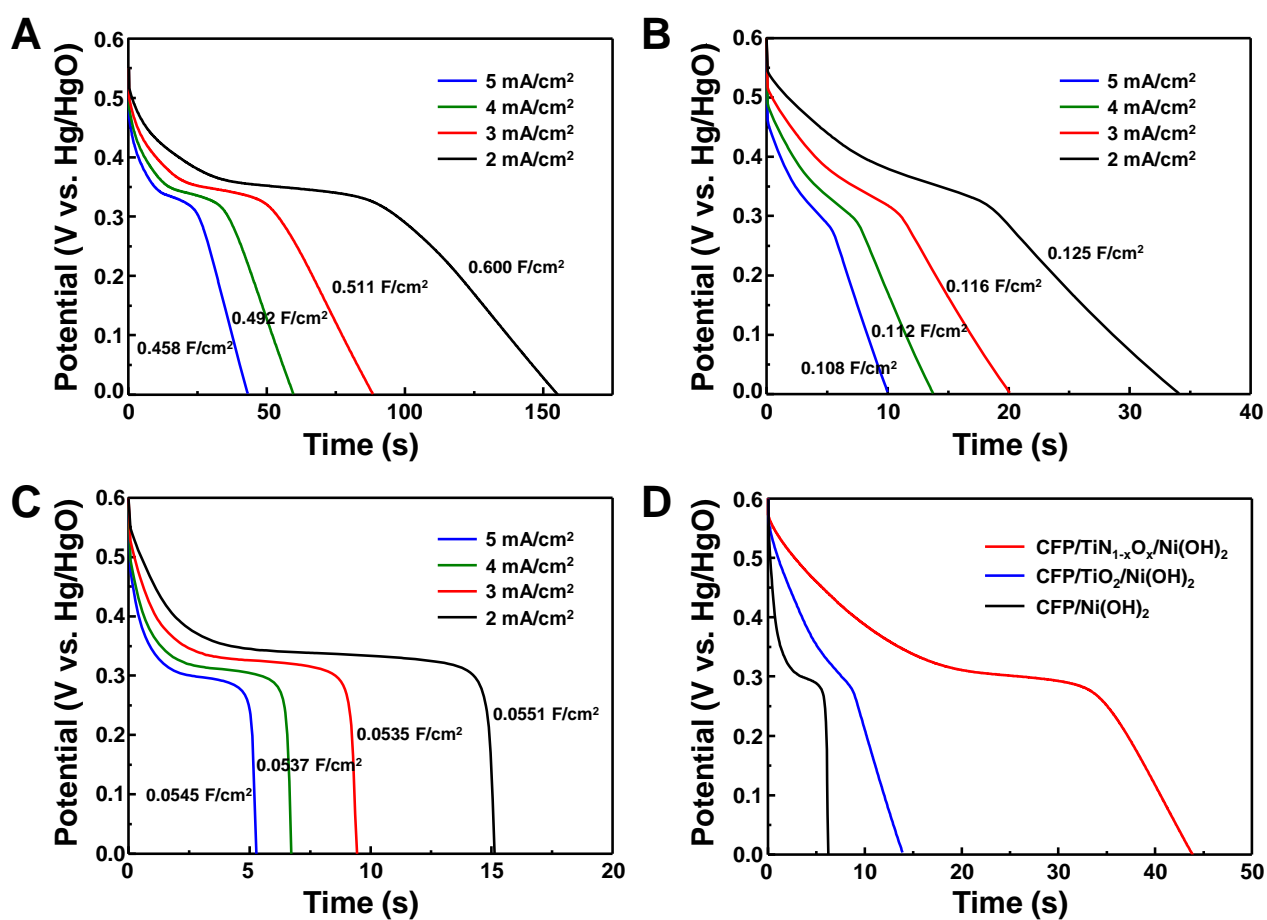 A
Potential (V vs. Hg/HgO)
0.6
0.5
0.4
0.3
0.2
0.1
0.0
5 mA/cm²
4 mA/cm²
3 mA/cm²
2 mA/cm²
0.600 F/cm²
0.511 F/cm²
0.492 F/cm²
0.458 F/cm²
0
50
100
150
Time (s)
B
Potential (V vs. Hg/HgO)
0.6
0.5
0.4
0.3
0.2
0.1
0.0
5 mA/cm²
4 mA/cm²
3 mA/cm²
2 mA/cm²
0.125 F/cm²
0.116 F/cm²
0.112 F/cm²
0.108 F/cm²
0
10
20
30
40
Time (s)
C
Potential (V vs. Hg/HgO)
0.6
0.5
0.4
0.3
0.2
0.1
0.0
5 mA/cm²
4 mA/cm²
3 mA/cm²
2 mA/cm²
0.0551 F/cm²
0.0535 F/cm²
0.0537 F/cm²
0.0545 F/cm²
0
5
10
15
20
Time (s)
D
Potential (V vs. Hg/HgO)
0.6
0.5
0.4
0.3
0.2
0.1
0.0
CFP/TiN₁₋ₓOₓ/Ni(OH)₂
CFP/TiO₂/Ni(OH)₂
CFP/Ni(OH)₂
0
10
20
30
40
50
Time (s)